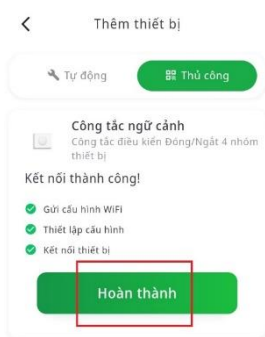 Thêm thiết bị
Tự động
Thủ công
Công tắc ngữ cảnh
Công tắc điều kiển Đóng/Ngắt 4 nhóm
thiết bị
Kết nối thành công!
Gửi cấu hình WiFi
Thiết lập cấu hình
Kết nối thiết bị
Hoàn thành